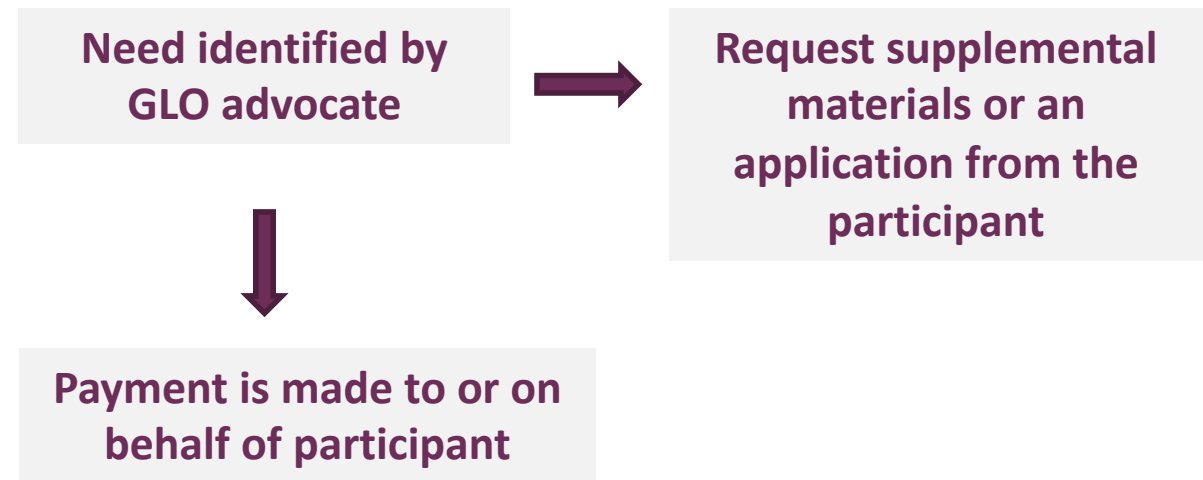 Need identified by
GLO advocate
Request supplemental
materials or an
application from the
participant
Payment is made to or on
behalf of participant